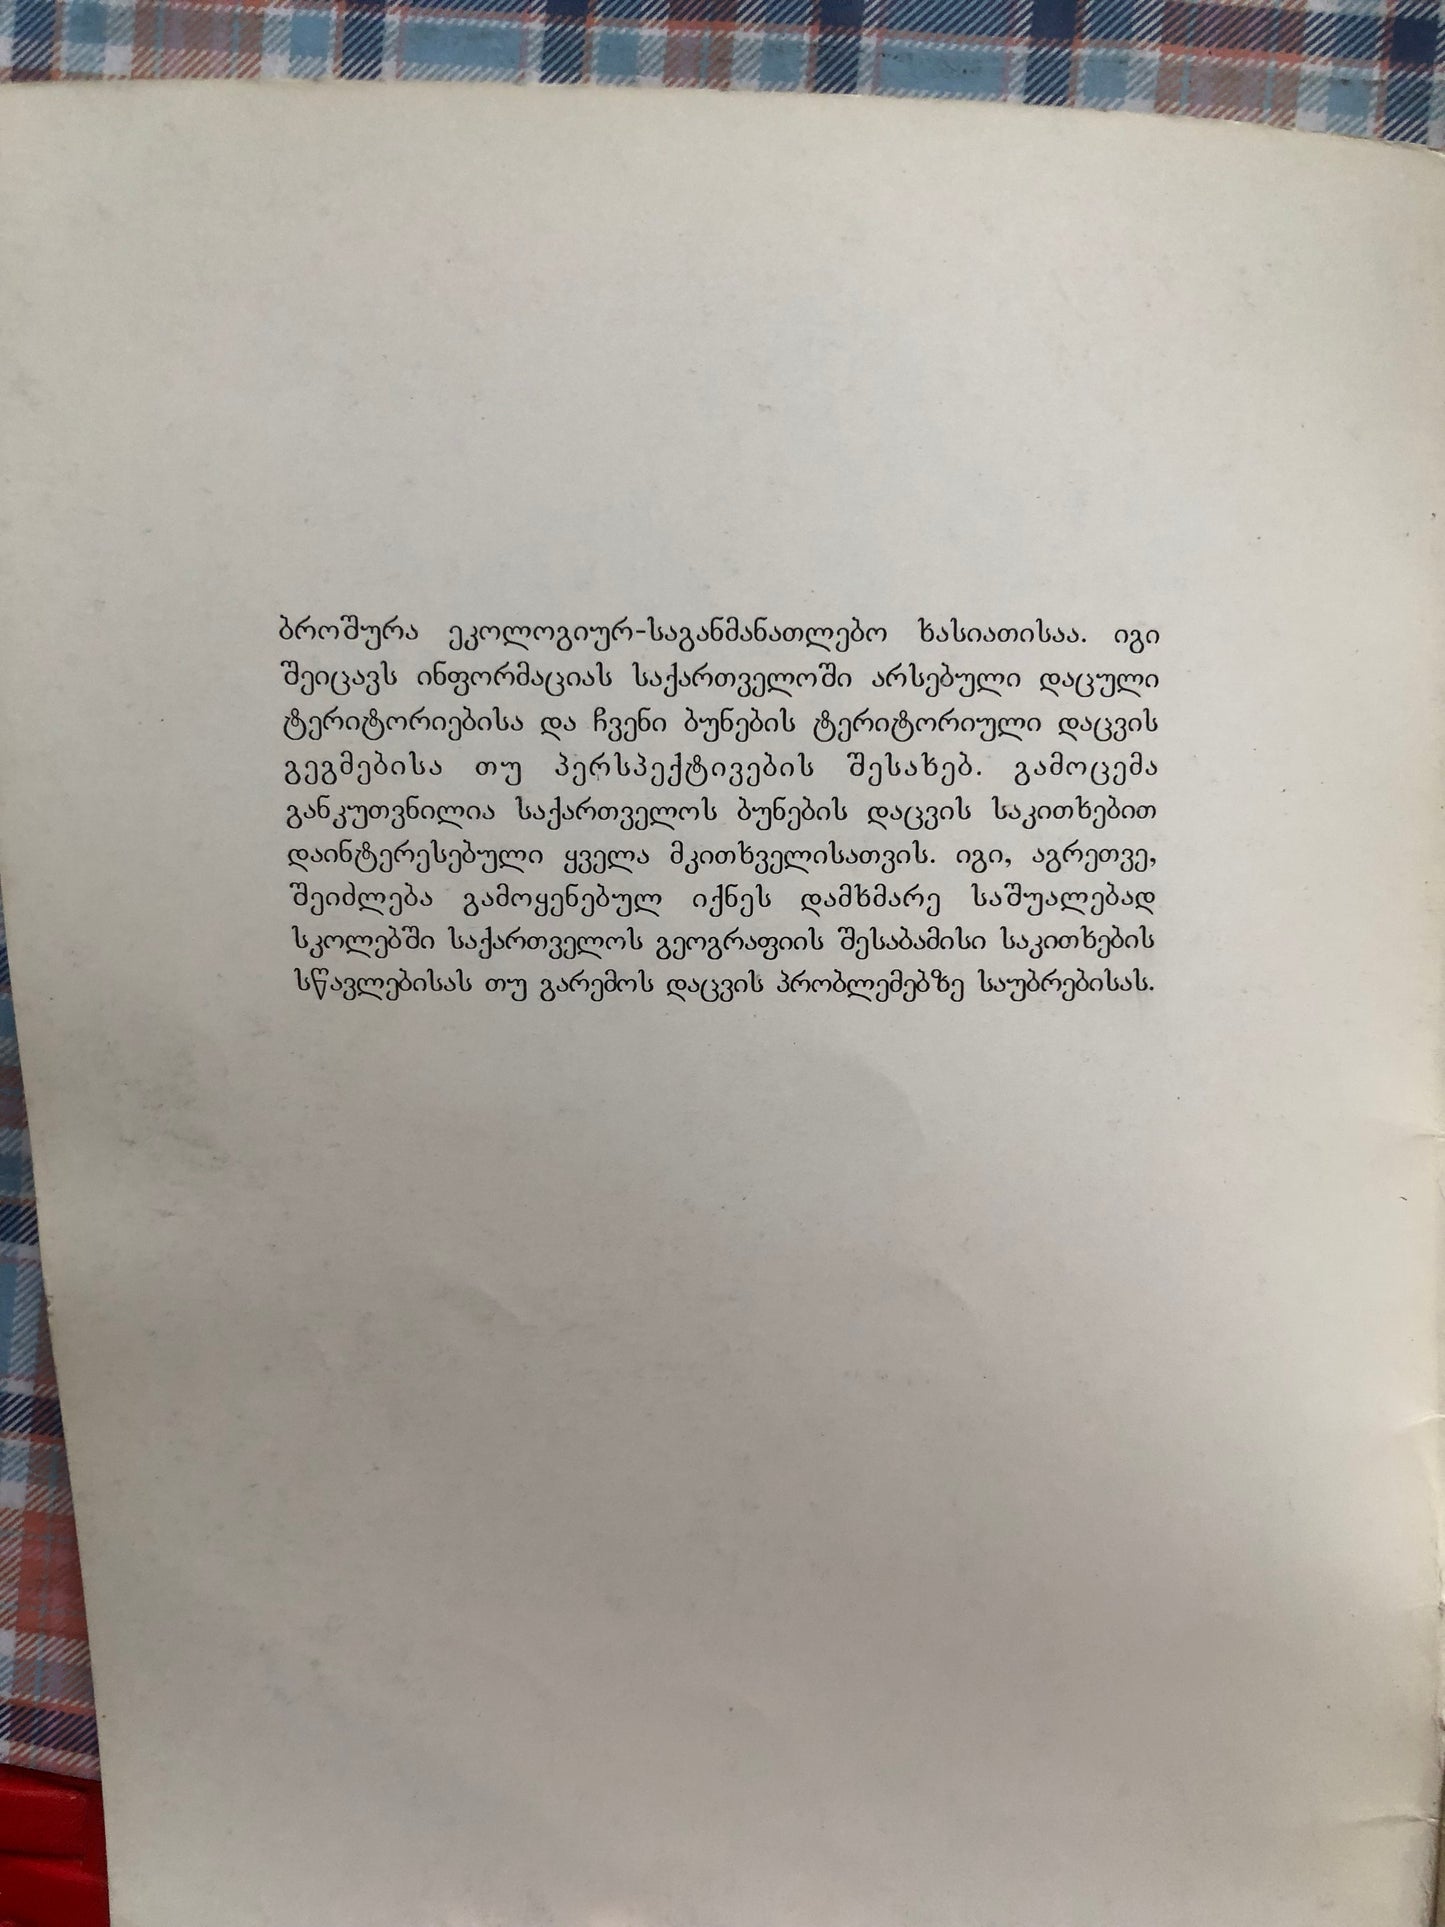 ბროშურა ეკოლოგიურ-საგანმანათლებო ხასიათისაა. იგი
შეიცავს ინფორმაციას საქართველოში არსებული დაცული
ტერიტორიებისა და ჩვენი ბუნების ტერიტორიული დაცვის
გეგმებისა თუ პერსპექტივების შესახებ. გამოცემა
განკუთვნილია საქართველოს ბუნების დაცვის საკითხებით
დაინტერესებული ყველა მკითხველისათვის. იგი, აგრეთვე,
შეიძლება გამოყენებულ იქნეს დამხმარე საშუალებად
სკოლებში საქართველოს გეოგრაფიის შესაბამისი საკითხების
სწავლებისას თუ გარემოს დაცვის პრობლემებზე საუბრებისას.